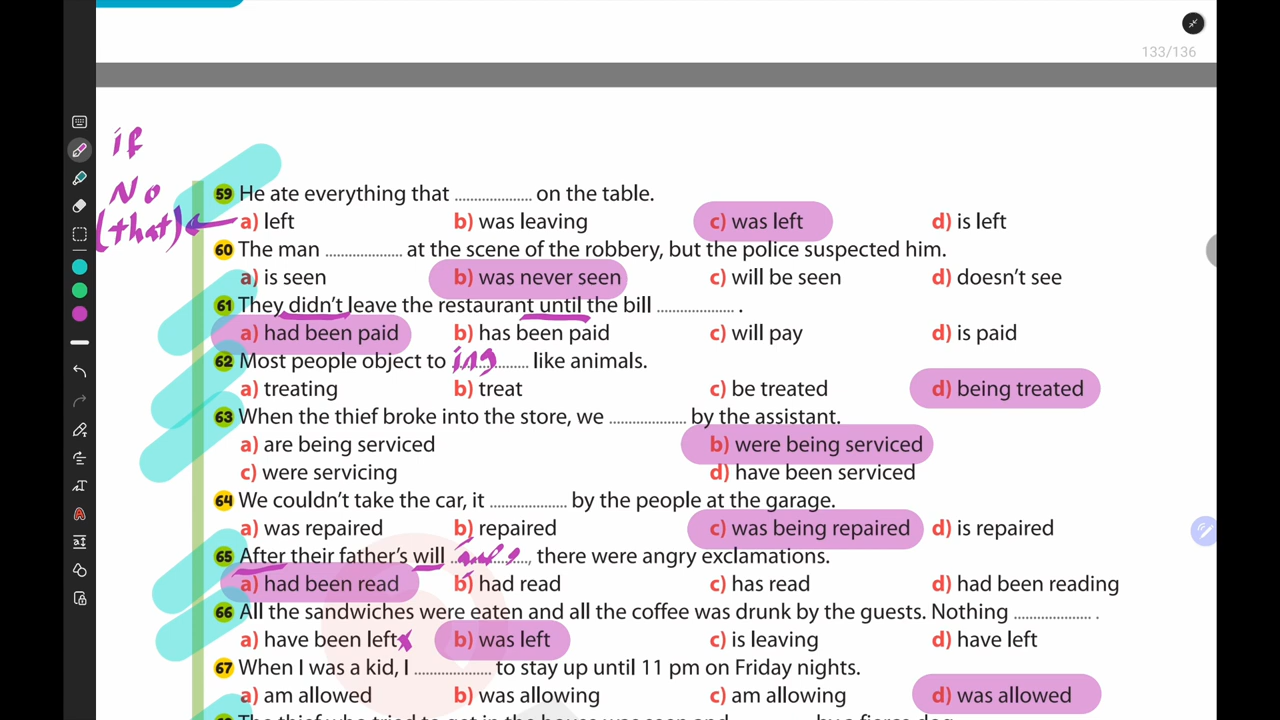 133/136
if
No
(that)
59 He ate everything that .................. on the table.
a) left b) was leaving c) was left d) is left
60 The man .................. at the scene of the robbery, but the police suspected him.
a) is seen b) was never seen c) will be seen d) doesn't see
61 They didn't leave the restaurant until the bill .................. .
a) had been paid b) has been paid c) will pay d) is paid
62 Most people object to ing .......... like animals.
a) treating b) treat c) be treated d) being treated
63 When the thief broke into the store, we .................. by the assistant.
a) are being serviced b) were being serviced
c) were servicing d) have been serviced
64 We couldn't take the car, it .................. by the people at the garage.
a) was repaired b) repaired c) was being repaired d) is repaired
65 After their father's will .................., there were angry exclamations.
a) had been read b) had read c) has read d) had been reading
66 All the sandwiches were eaten and all the coffee was drunk by the guests. Nothing .................. .
a) have been left b) was left c) is leaving d) have left
67 When I was a kid, I .................. to stay up until 11 pm on Friday nights.
a) am allowed b) was allowing c) am allowing d) was allowed